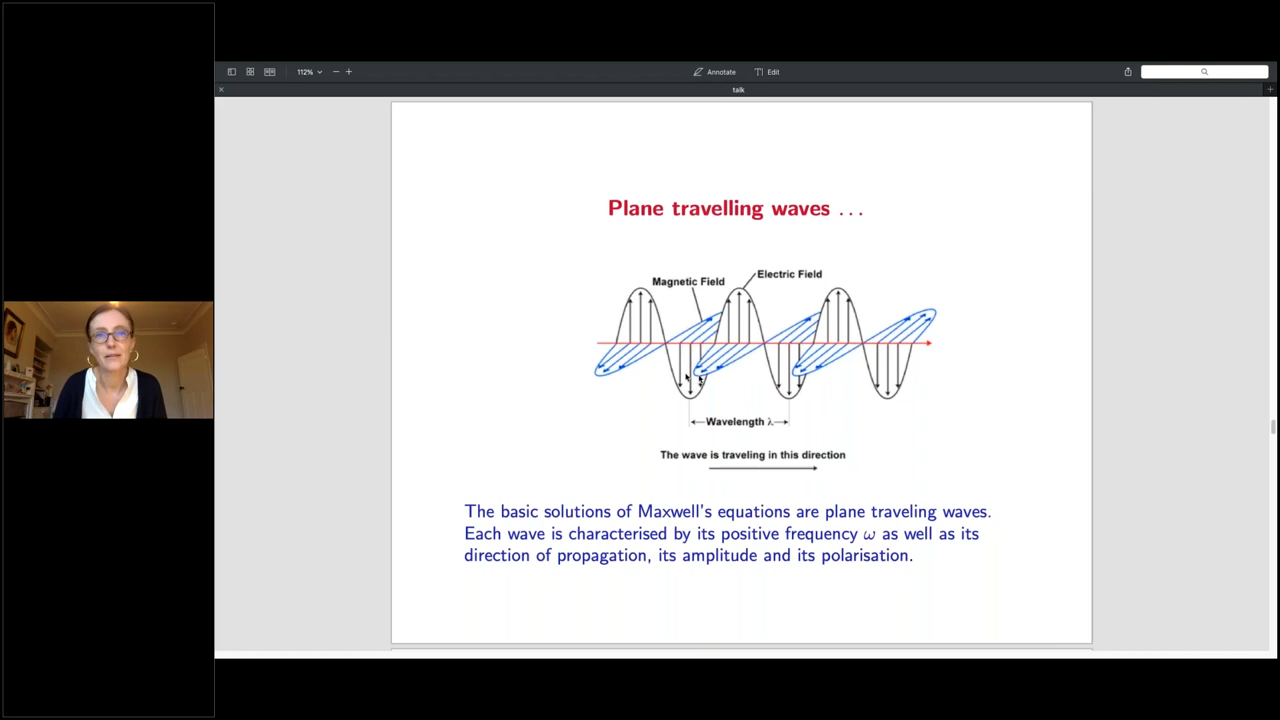 112%
Annotate
Edit
talk
Plane travelling waves ...
Magnetic Field
Electric Field
Wavelength λ
The wave is traveling in this direction
The basic solutions of Maxwell's equations are plane traveling waves.
Each wave is characterised by its positive frequency ω as well as its
direction of propagation, its amplitude and its polarisation.